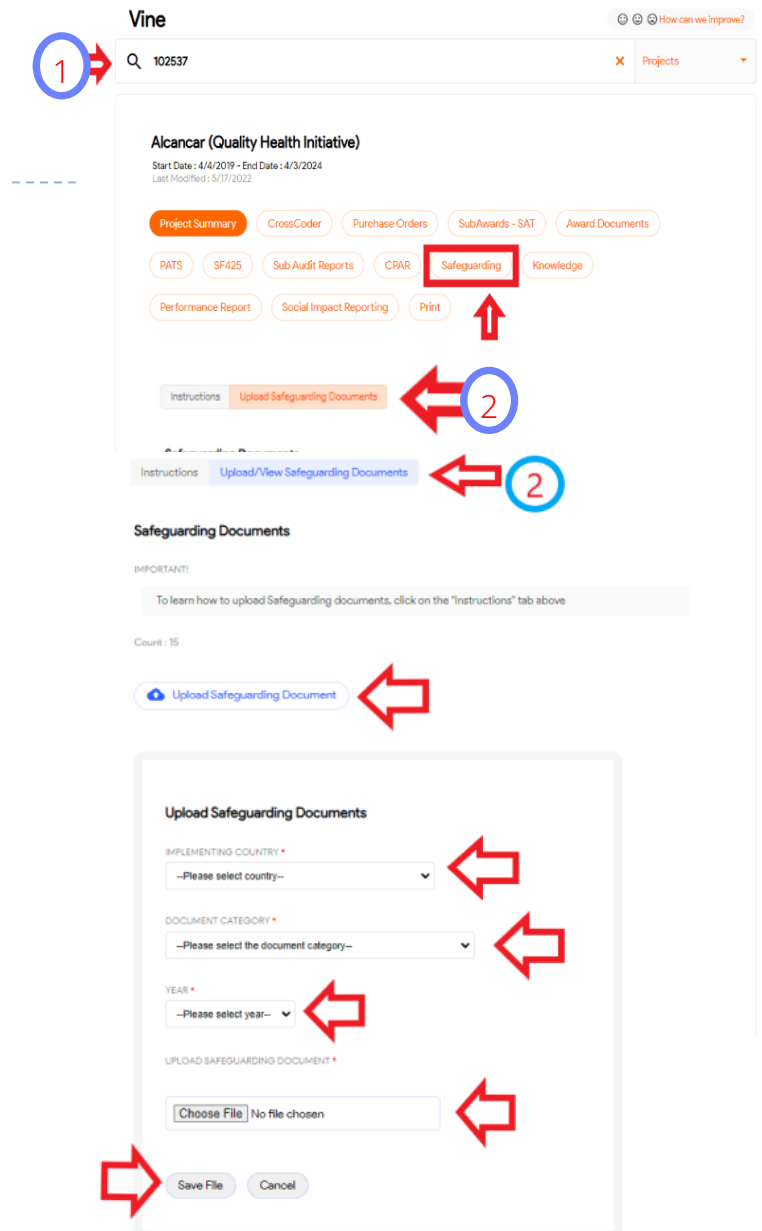 Vine
How can we improve?
1
102537
Projects
Alcancar (Quality Health Initiative)
Start Date : 4/4/2019 - End Date : 4/3/2024
Last Modified : 5/17/2022
Project Summary CrossCoder Purchase Orders SubAwards - SAT Award Documents
PATS SF425 Sub Audit Reports CPAR Safeguarding Knowledge
Performance Report Social Impact Reporting Print
Instructions Upload Safeguarding Documents
2
Safeguarding Documents
Instructions Upload/View Safeguarding Documents
2
Safeguarding Documents
IMPORTANT!
To learn how to upload Safeguarding documents, click on the "Instructions" tab above
Count : 15
Upload Safeguarding Document
Upload Safeguarding Documents
IMPLEMENTING COUNTRY *
--Please select country--
DOCUMENT CATEGORY *
--Please select the document category--
YEAR *
--Please select year--
UPLOAD SAFEGUARDING DOCUMENT *
Choose File No file chosen
Save File Cancel